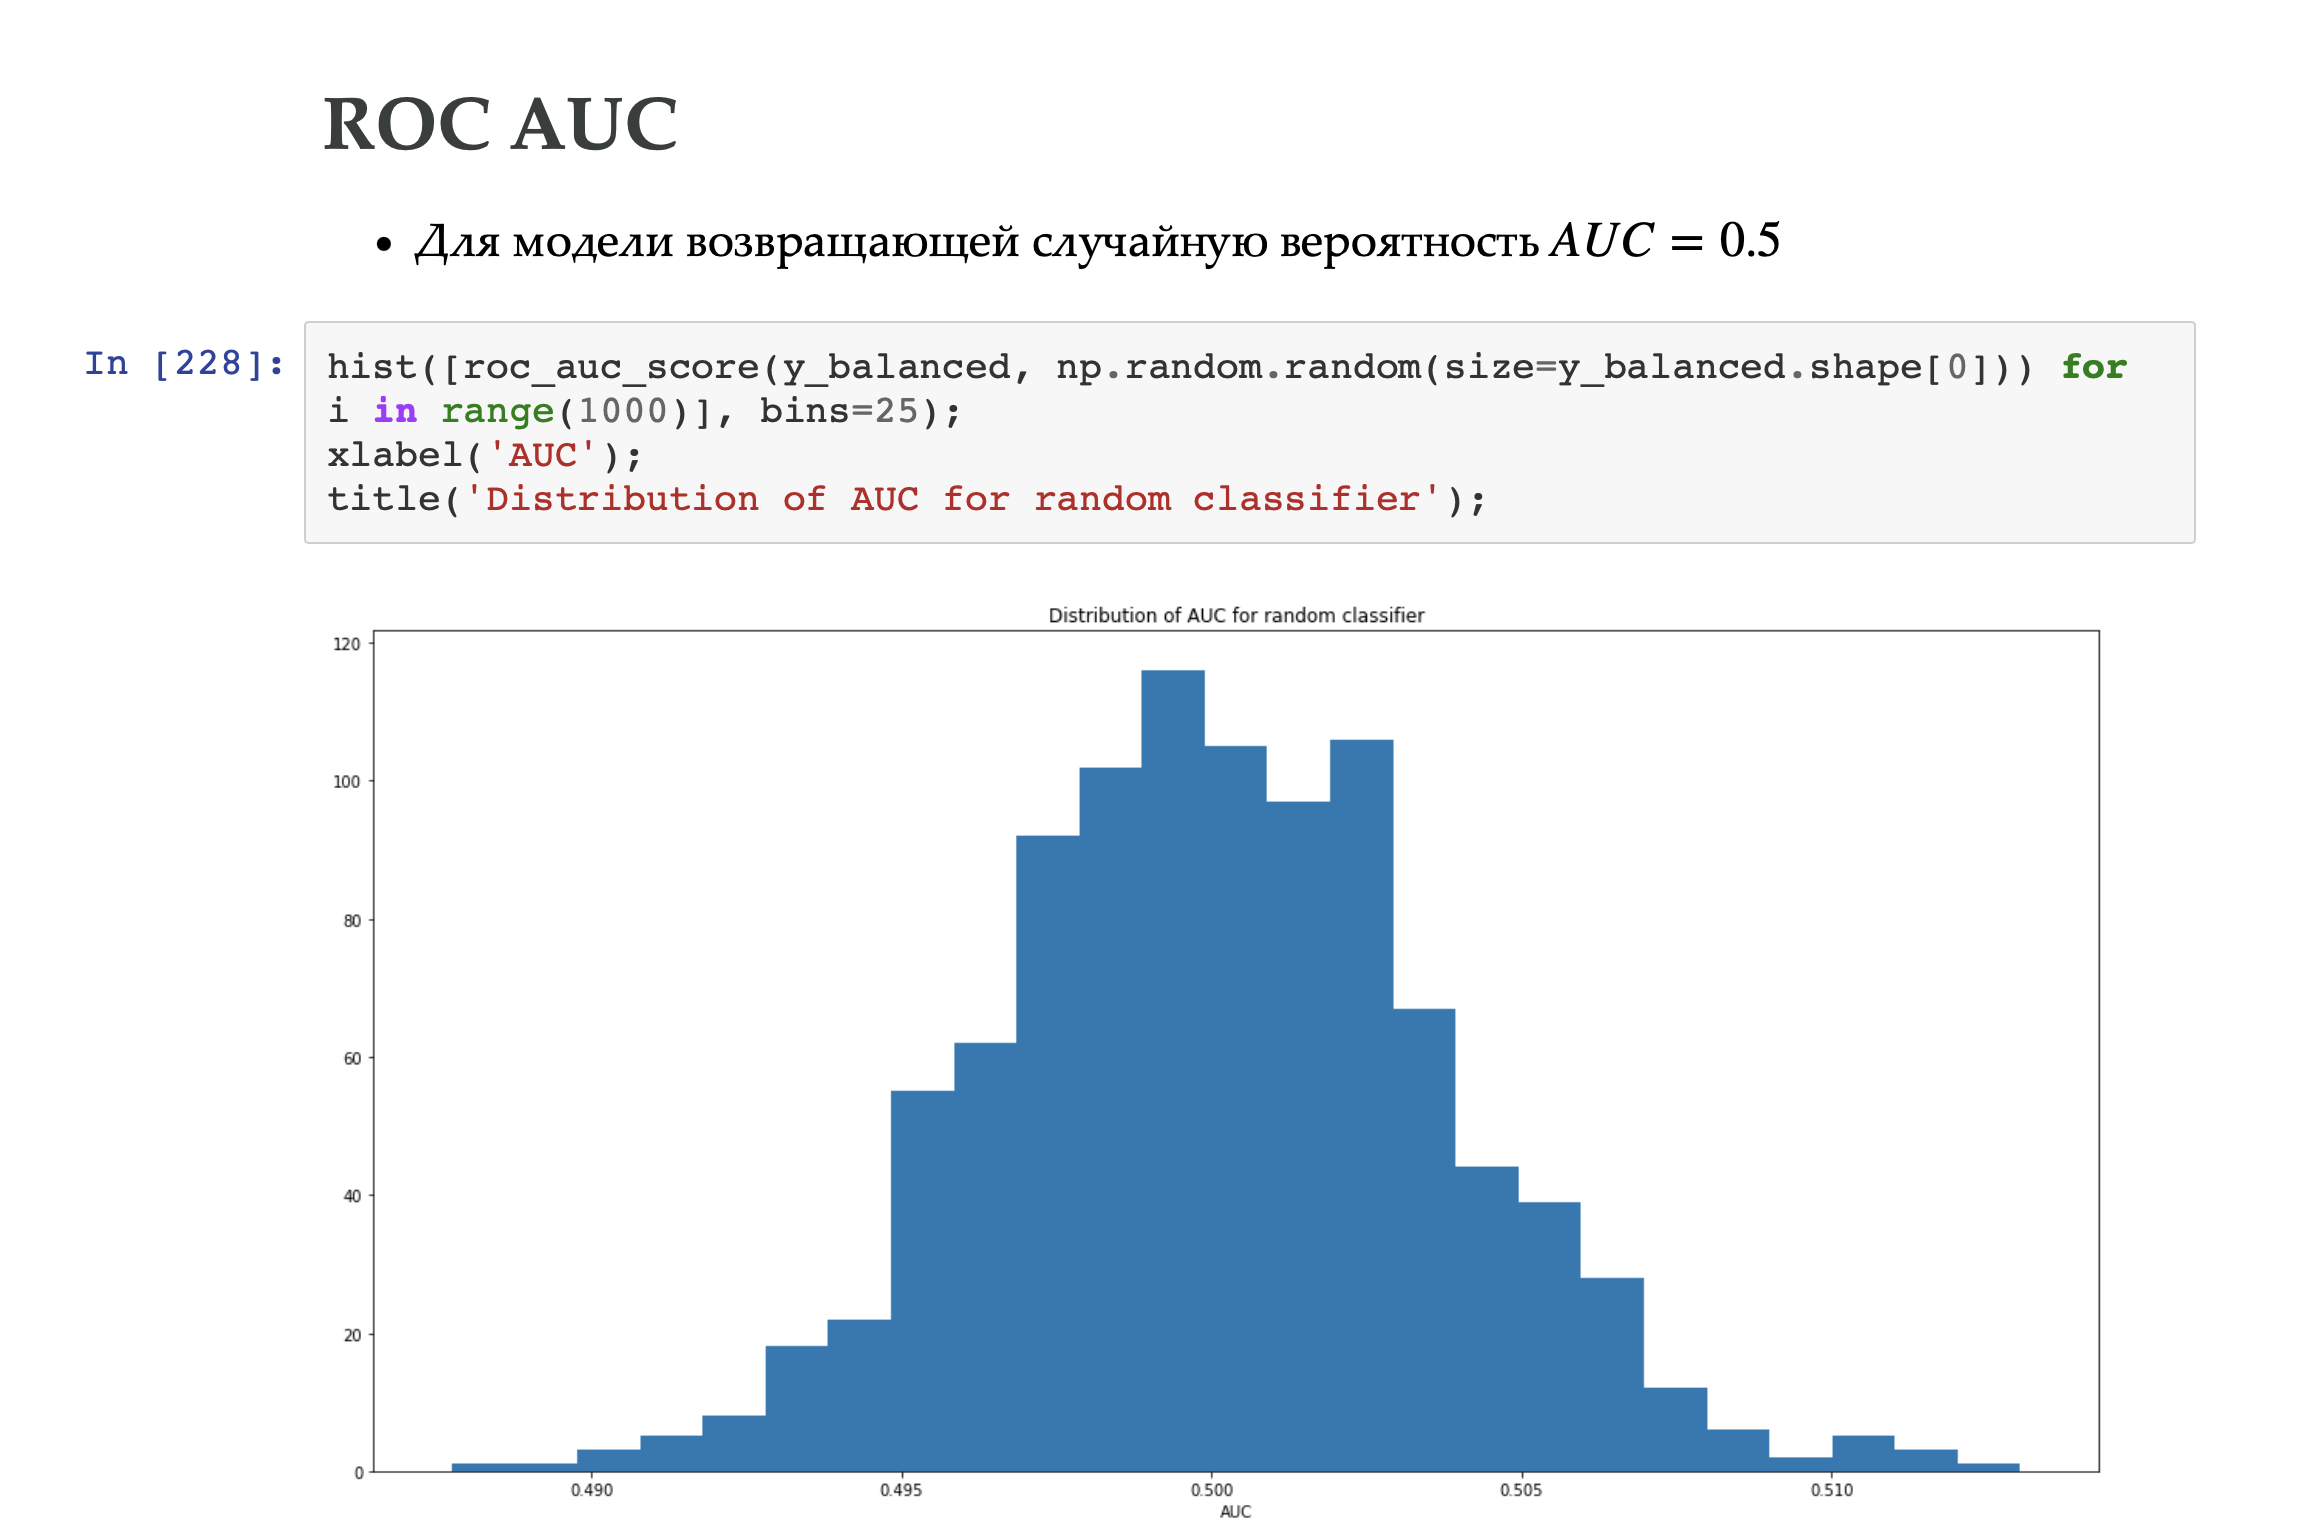 ROC AUC
• Для модели возвращающей случайную вероятность AUC = 0.5
In [228]:
hist([roc_auc_score(y_balanced, np.random.random(size=y_balanced.shape[0])) for
i in range(1000)], bins=25);
xlabel('AUC');
title('Distribution of AUC for random classifier');
Distribution of AUC for random classifier
120
100
80
60
40
20
0
0.490 0.495 0.500 0.505 0.510
AUC